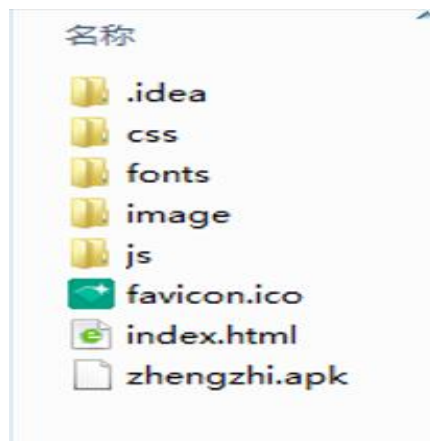 名称
.idea
css
fonts
image
js
favicon.ico
index.html
zhengzhi.apk